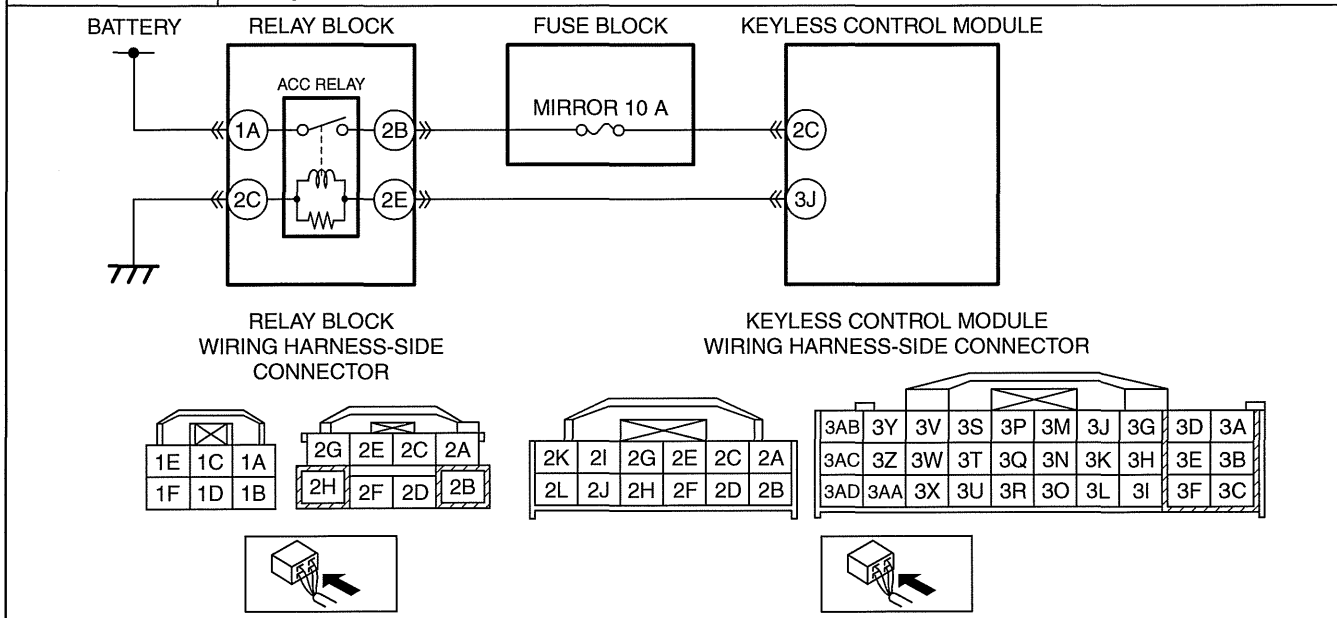 BATTERY RELAY BLOCK FUSE BLOCK KEYLESS CONTROL MODULE
ACC RELAY
MIRROR 10 A
1A 2B 2C
2C 2E 3J
RELAY BLOCK
WIRING HARNESS-SIDE
CONNECTOR
KEYLESS CONTROL MODULE
WIRING HARNESS-SIDE CONNECTOR
1E 1C 1A
1F 1D 1B
2G 2E 2C 2A
2H 2F 2D 2B
2K 2I 2G 2E 2C 2A
2L 2J 2H 2F 2D 2B
3AB 3Y 3V 3S 3P 3M 3J 3G 3D 3A
3AC 3Z 3W 3T 3Q 3N 3K 3H 3E 3B
3AD 3AA 3X 3U 3R 3O 3L 3I 3F 3C